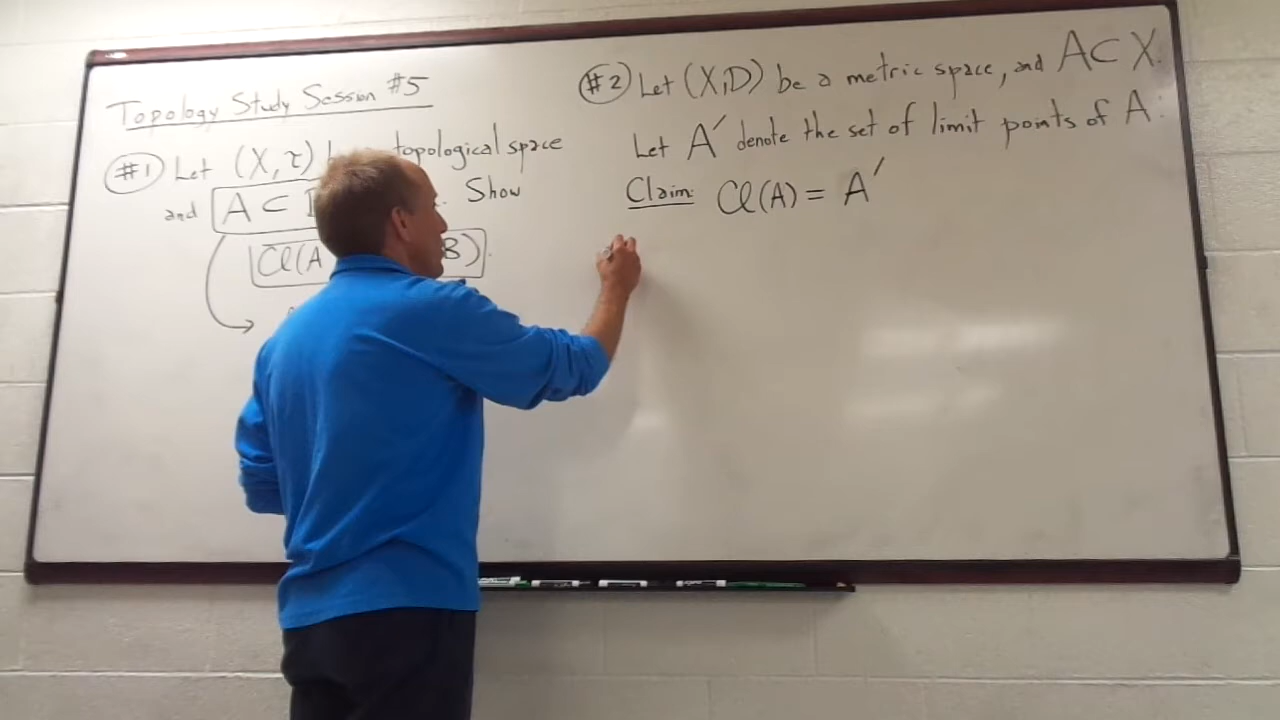 Topology Study Session #5
#1 Let (X, τ) topological space
and A ⊂ . Show
Cl(A B).
#2 Let (X,D) be a metric space, and A⊂X.
Let A′ denote the set of limit points of A:
Claim: Cl(A) = A′